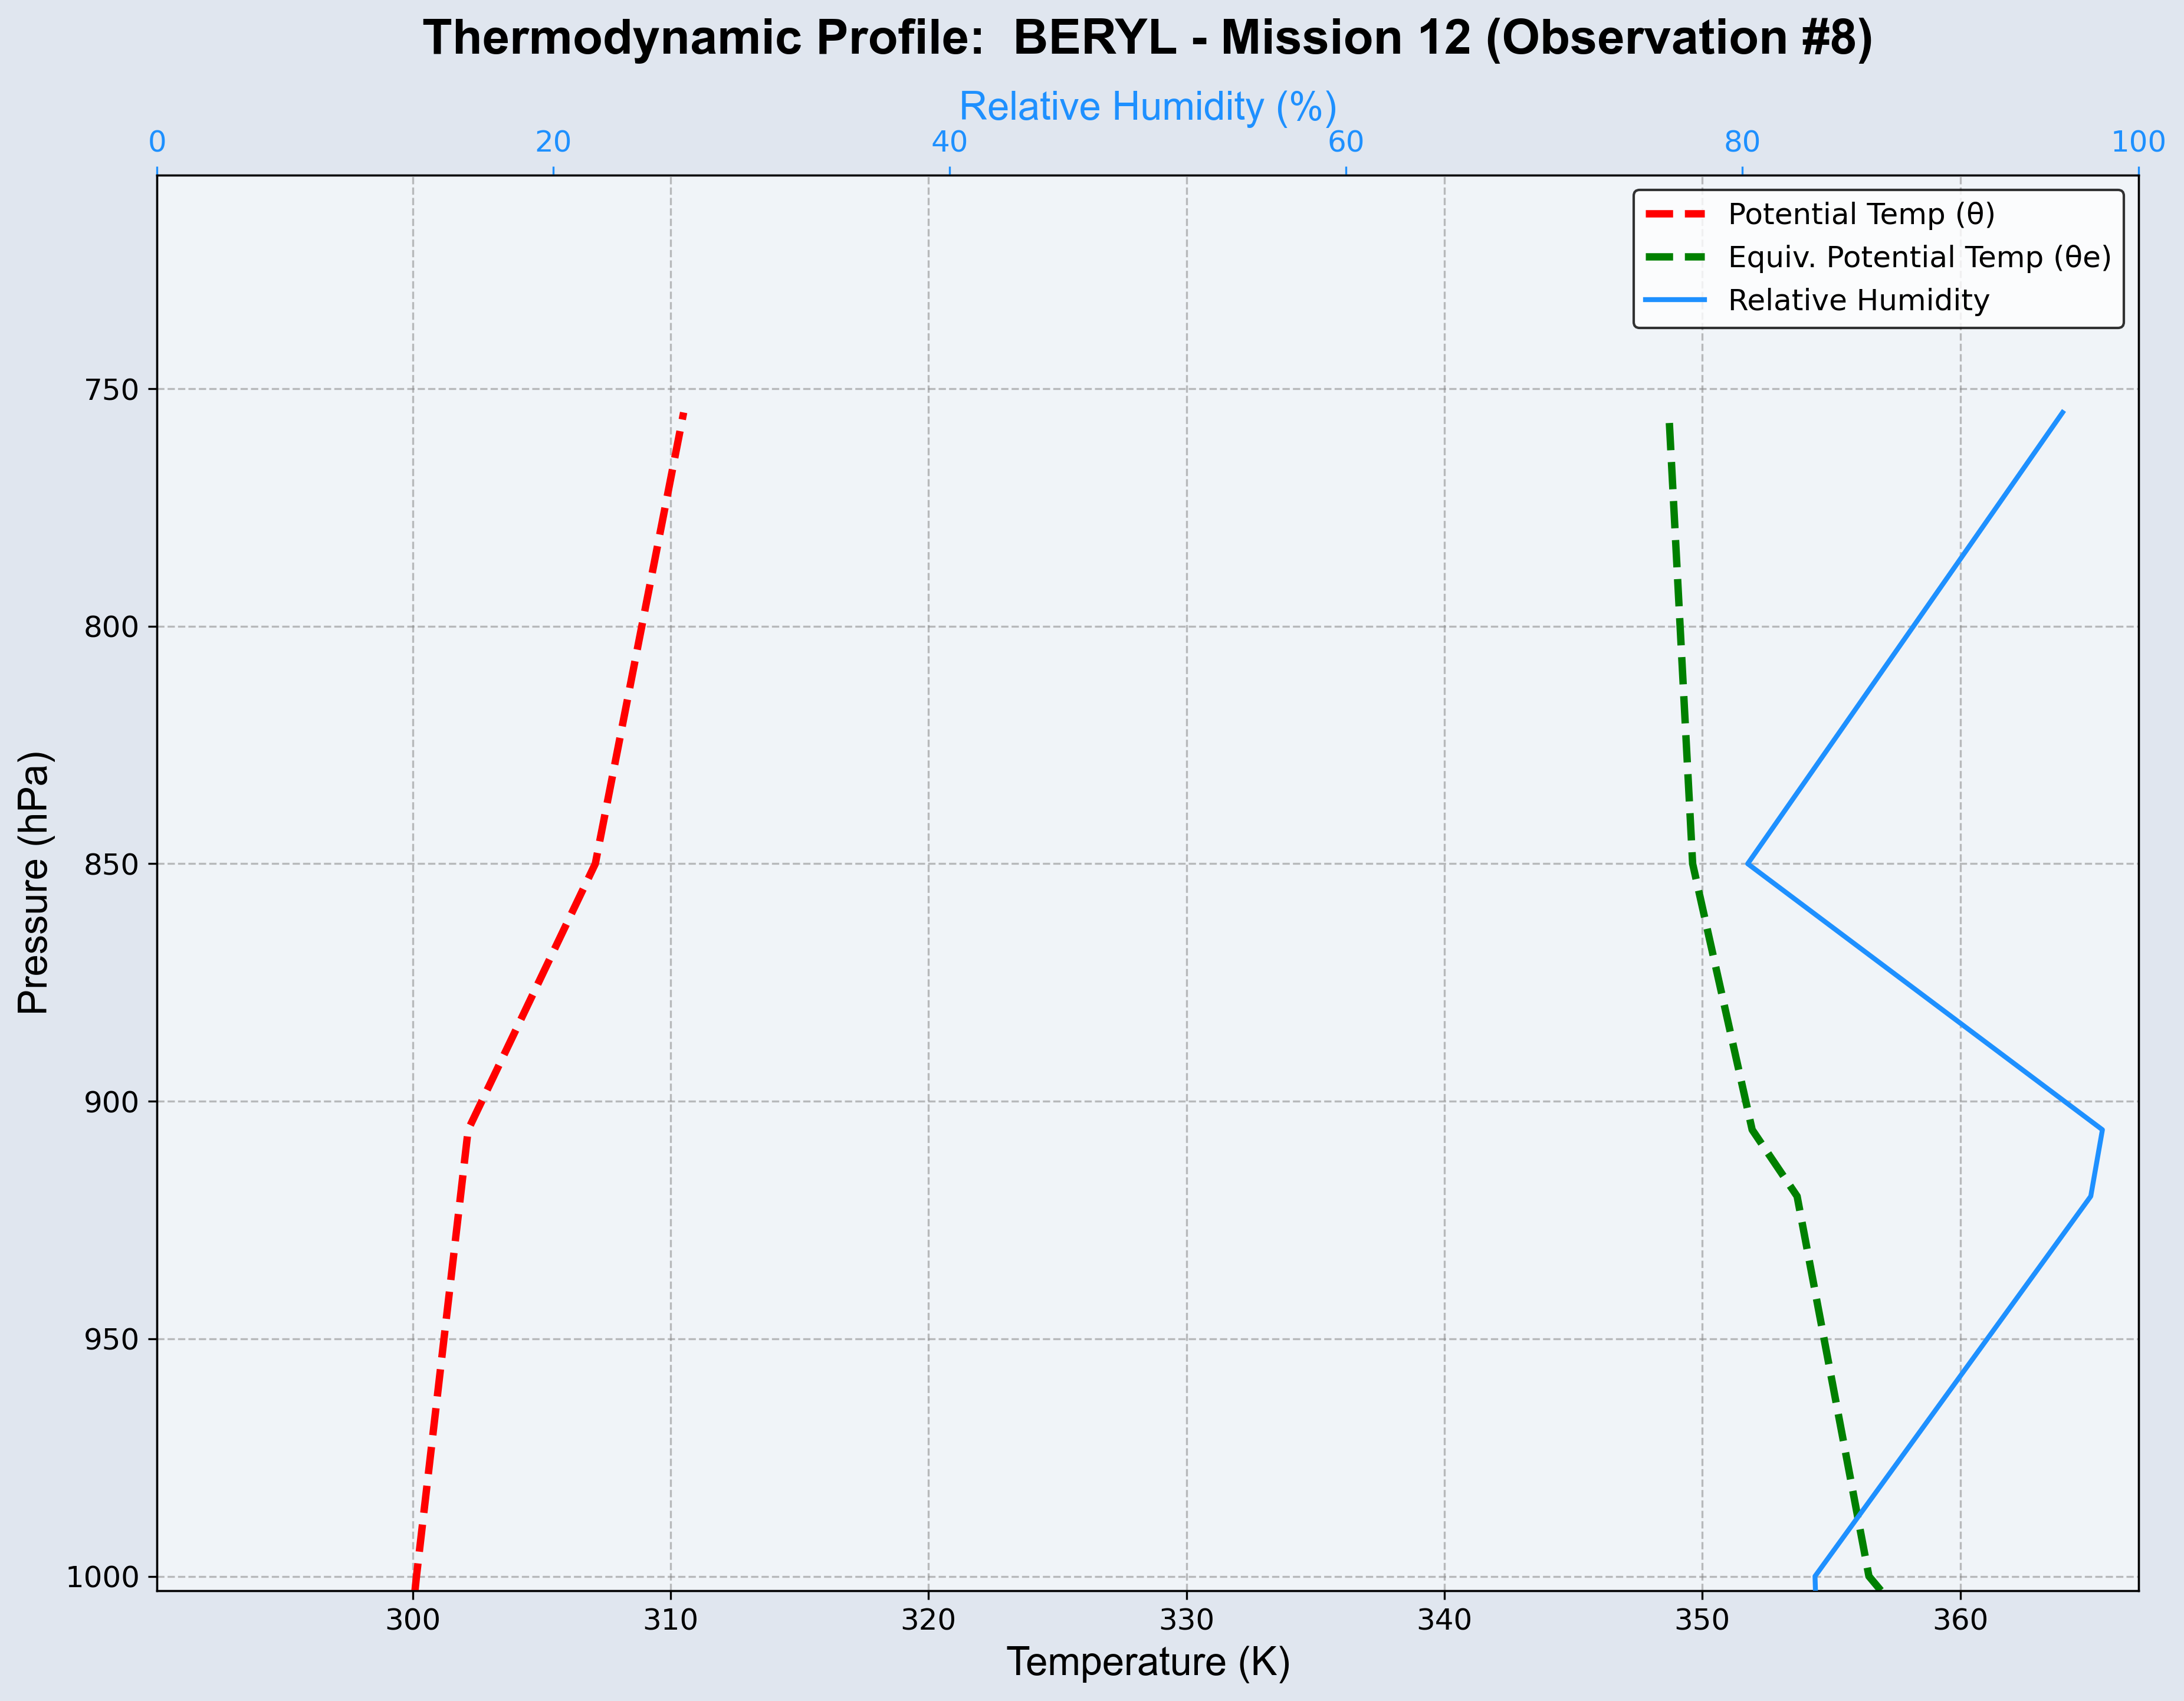 Thermodynamic Profile:  BERYL - Mission 12 (Observation #8)
Relative Humidity (%)
0 20 40 60 80 100
Potential Temp (θ)
Equiv. Potential Temp (θe)
Relative Humidity
Pressure (hPa)
750
800
850
900
950
1000
300 310 320 330 340 350 360
Temperature (K)